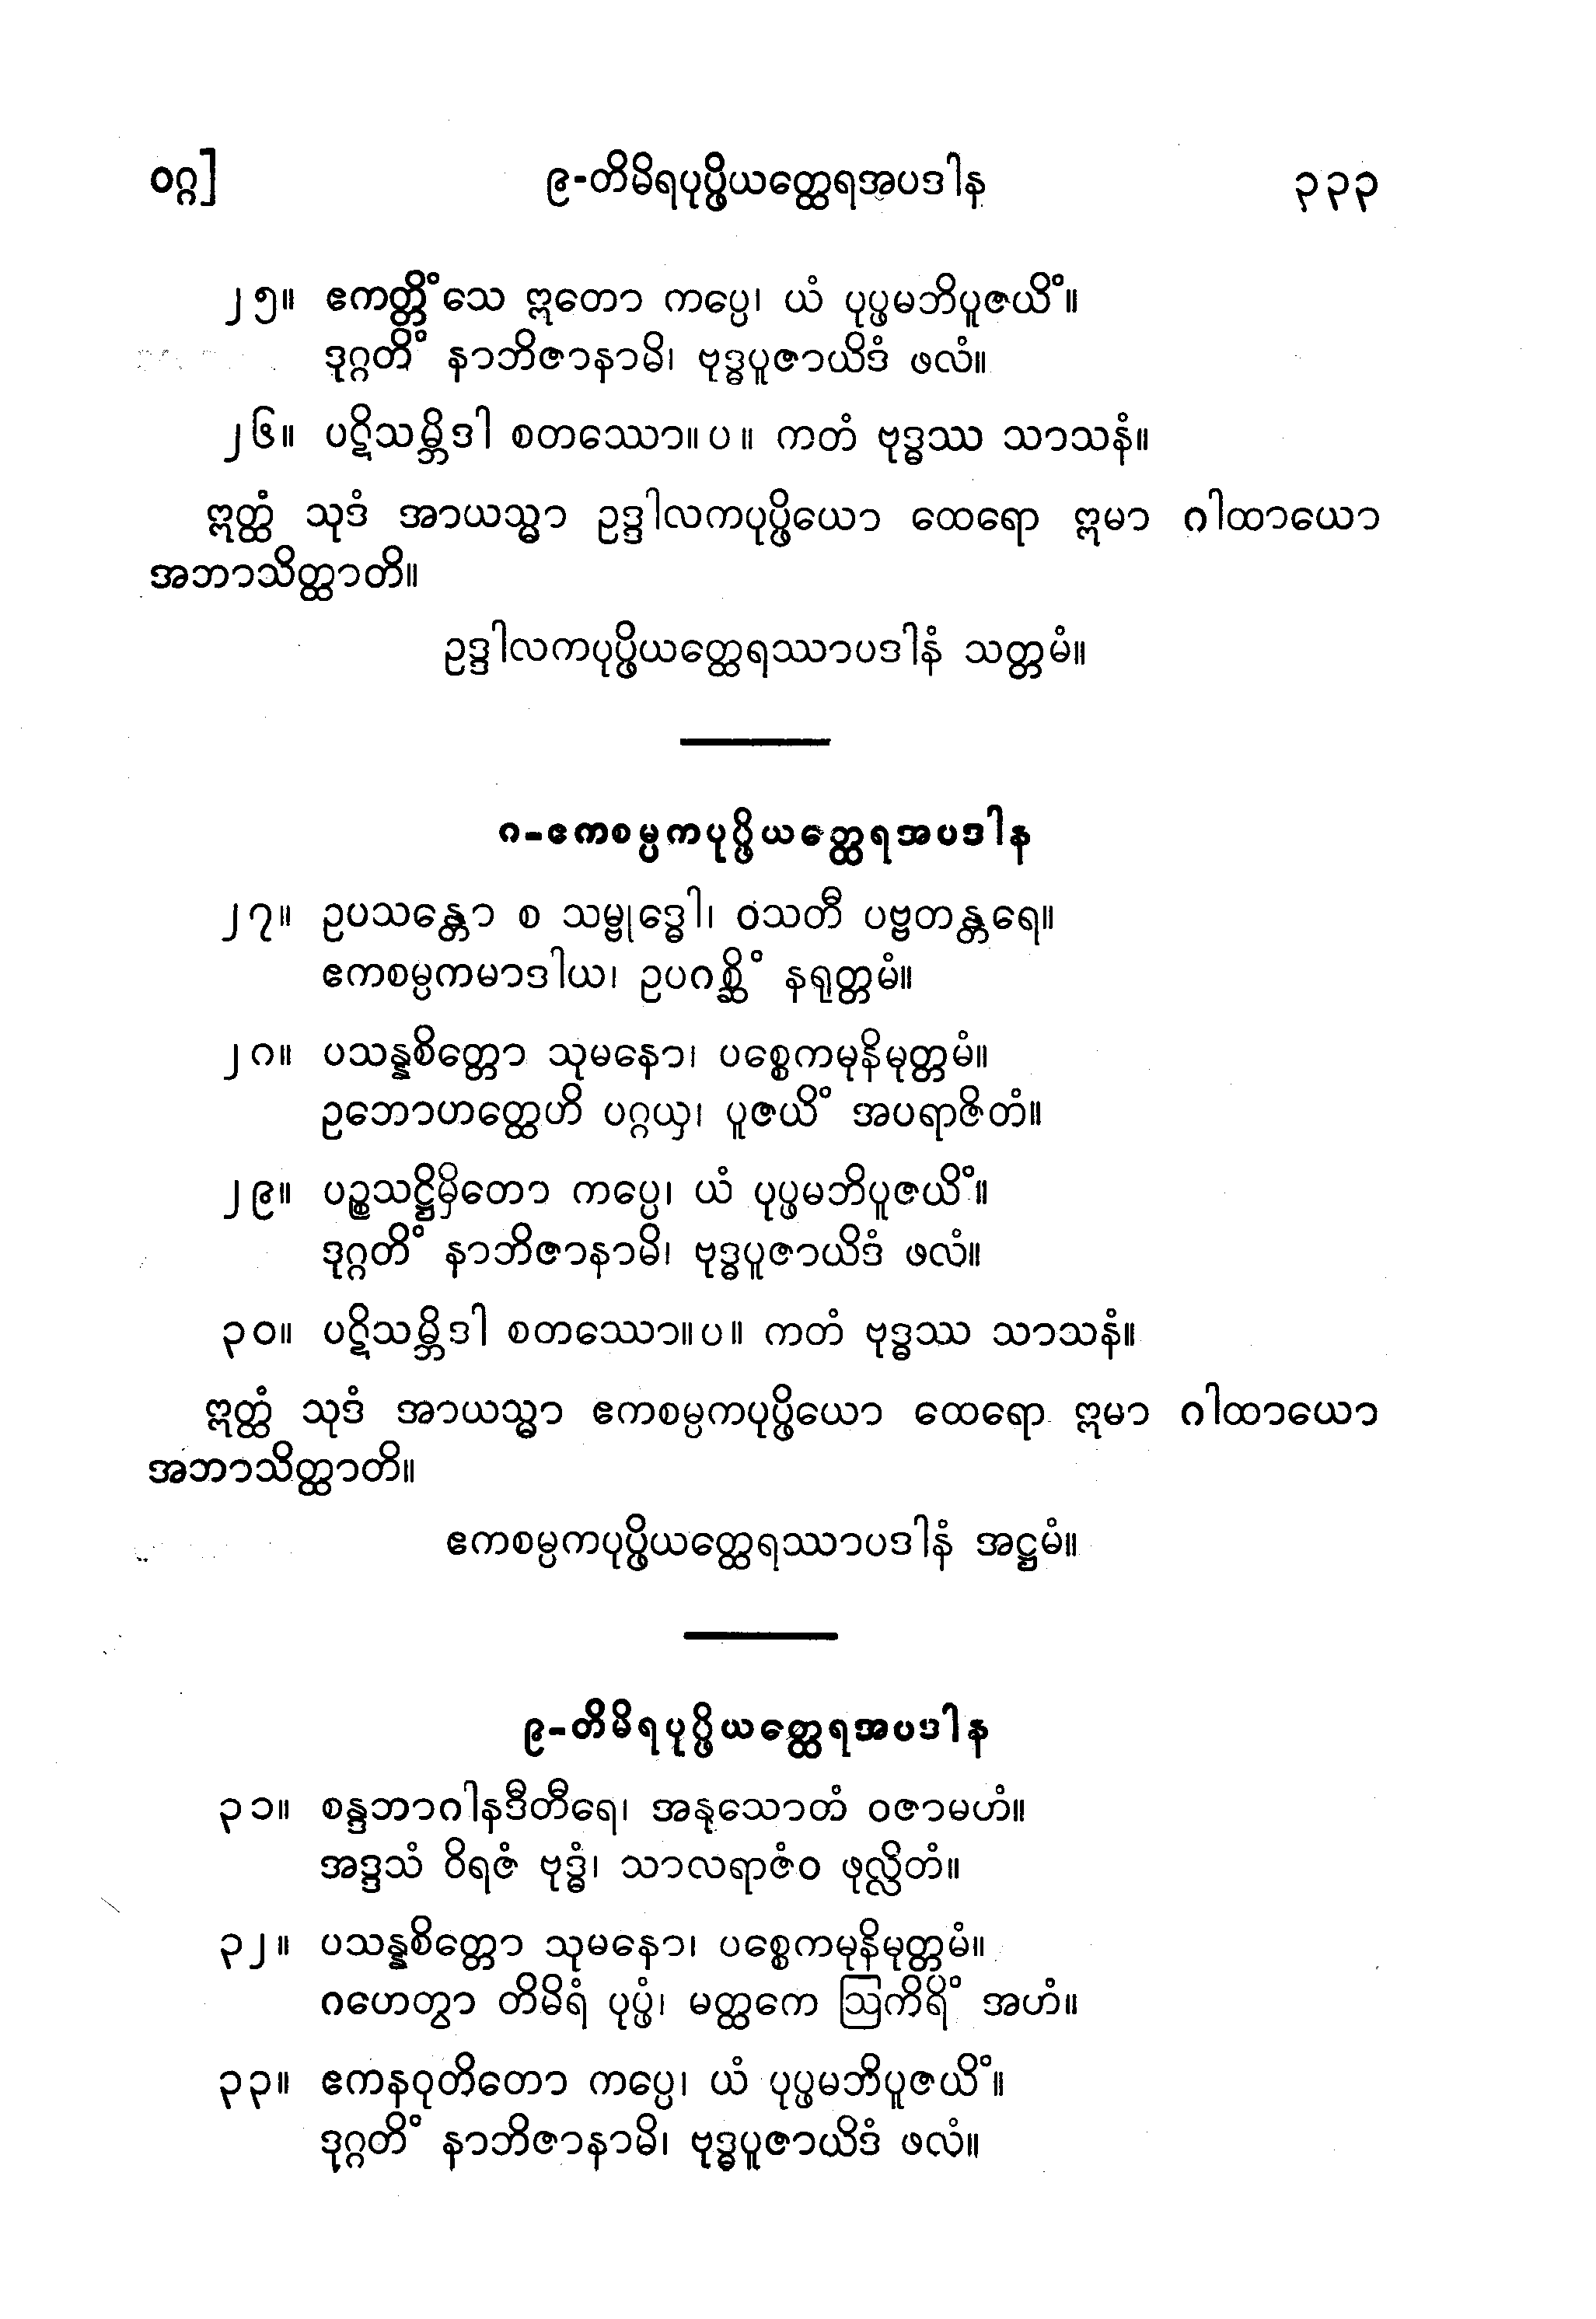 ဝဂ္ဂ]
၉-တိမိရပုပ္ဖိယတ္ထေရအပဒါန
၃၃၃
၂၅။ ဧကတ္တိံသေ ဣတော ကပ္ပေ၊ ယံ ပုပ္ဖမဘိပူဇယိံ။
ဒုဂ္ဂတိံ နာဘိဇာနာမိ၊ ဗုဒ္ဓပူဇာယိဒံ ဖလံ။
၂၆။ ပဋိသမ္ဘိဒါ စတဿော။ပ။ ကတံ ဗုဒ္ဓဿ သာသနံ။
ဣတ္ထံ သုဒံ အာယသ္မာ ဥဒ္ဒါလကပုပ္ဖိယော ထေရော ဣမာ ဂါထာယော
အဘာသိတ္ထာတိ။
ဥဒ္ဒါလကပုပ္ဖိယတ္ထေရဿာပဒါနံ သတ္တမံ။
၈-ဧကစမ္ပကပုပ္ဖိယတ္ထေရအပဒါန
၂၇။ ဥပသန္တော စ သမ္ဗုဒ္ဓေါ၊ ဝသတီ ပဗ္ဗတန္တရေ။
ဧကစမ္ပကမာဒါယ၊ ဥပဂစ္ဆိံ နရုတ္တမံ။
၂၈။ ပသန္နစိတ္တော သုမနော၊ ပစ္စေကမုနိမုတ္တမံ။
ဥဘောဟတ္ထေဟိ ပဂ္ဂယှ၊ ပူဇယိံ အပရာဇိတံ။
၂၉။ ပဉ္စသဋ္ဌိမှိတော ကပ္ပေ၊ ယံ ပုပ္ဖမဘိပူဇယိံ။
ဒုဂ္ဂတိံ နာဘိဇာနာမိ၊ ဗုဒ္ဓပူဇာယိဒံ ဖလံ။
၃၀။ ပဋိသမ္ဘိဒါ စတဿော။ပ။ ကတံ ဗုဒ္ဓဿ သာသနံ။
ဣတ္ထံ သုဒံ အာယသ္မာ ဧကစမ္ပကပုပ္ဖိယော ထေရော ဣမာ ဂါထာယော
အဘာသိတ္ထာတိ။
ဧကစမ္ပကပုပ္ဖိယတ္ထေရဿာပဒါနံ အဋ္ဌမံ။
၉-တိမိရပုပ္ဖိယတ္ထေရအပဒါန
၃၁။ စန္ဒဘာဂါနဒီတီရေ၊ အနုသောတံ ဝဇာမဟံ။
အဒ္ဒသံ ဝိရဇံ ဗုဒ္ဓံ၊ သာလရာဇံဝ ဖုလ္လိတံ။
၃၂။ ပသန္နစိတ္တော သုမနော၊ ပစ္စေကမုနိမုတ္တမံ။
ဂဟေတွာ တိမိရံ ပုပ္ဖံ၊ မတ္ထကေ ဩကိရိံ အဟံ။
၃၃။ ဧကနဝုတိတော ကပ္ပေ၊ ယံ ပုပ္ဖမဘိပူဇယိံ။
ဒုဂ္ဂတိံ နာဘိဇာနာမိ၊ ဗုဒ္ဓပူဇာယိဒံ ဖလံ။